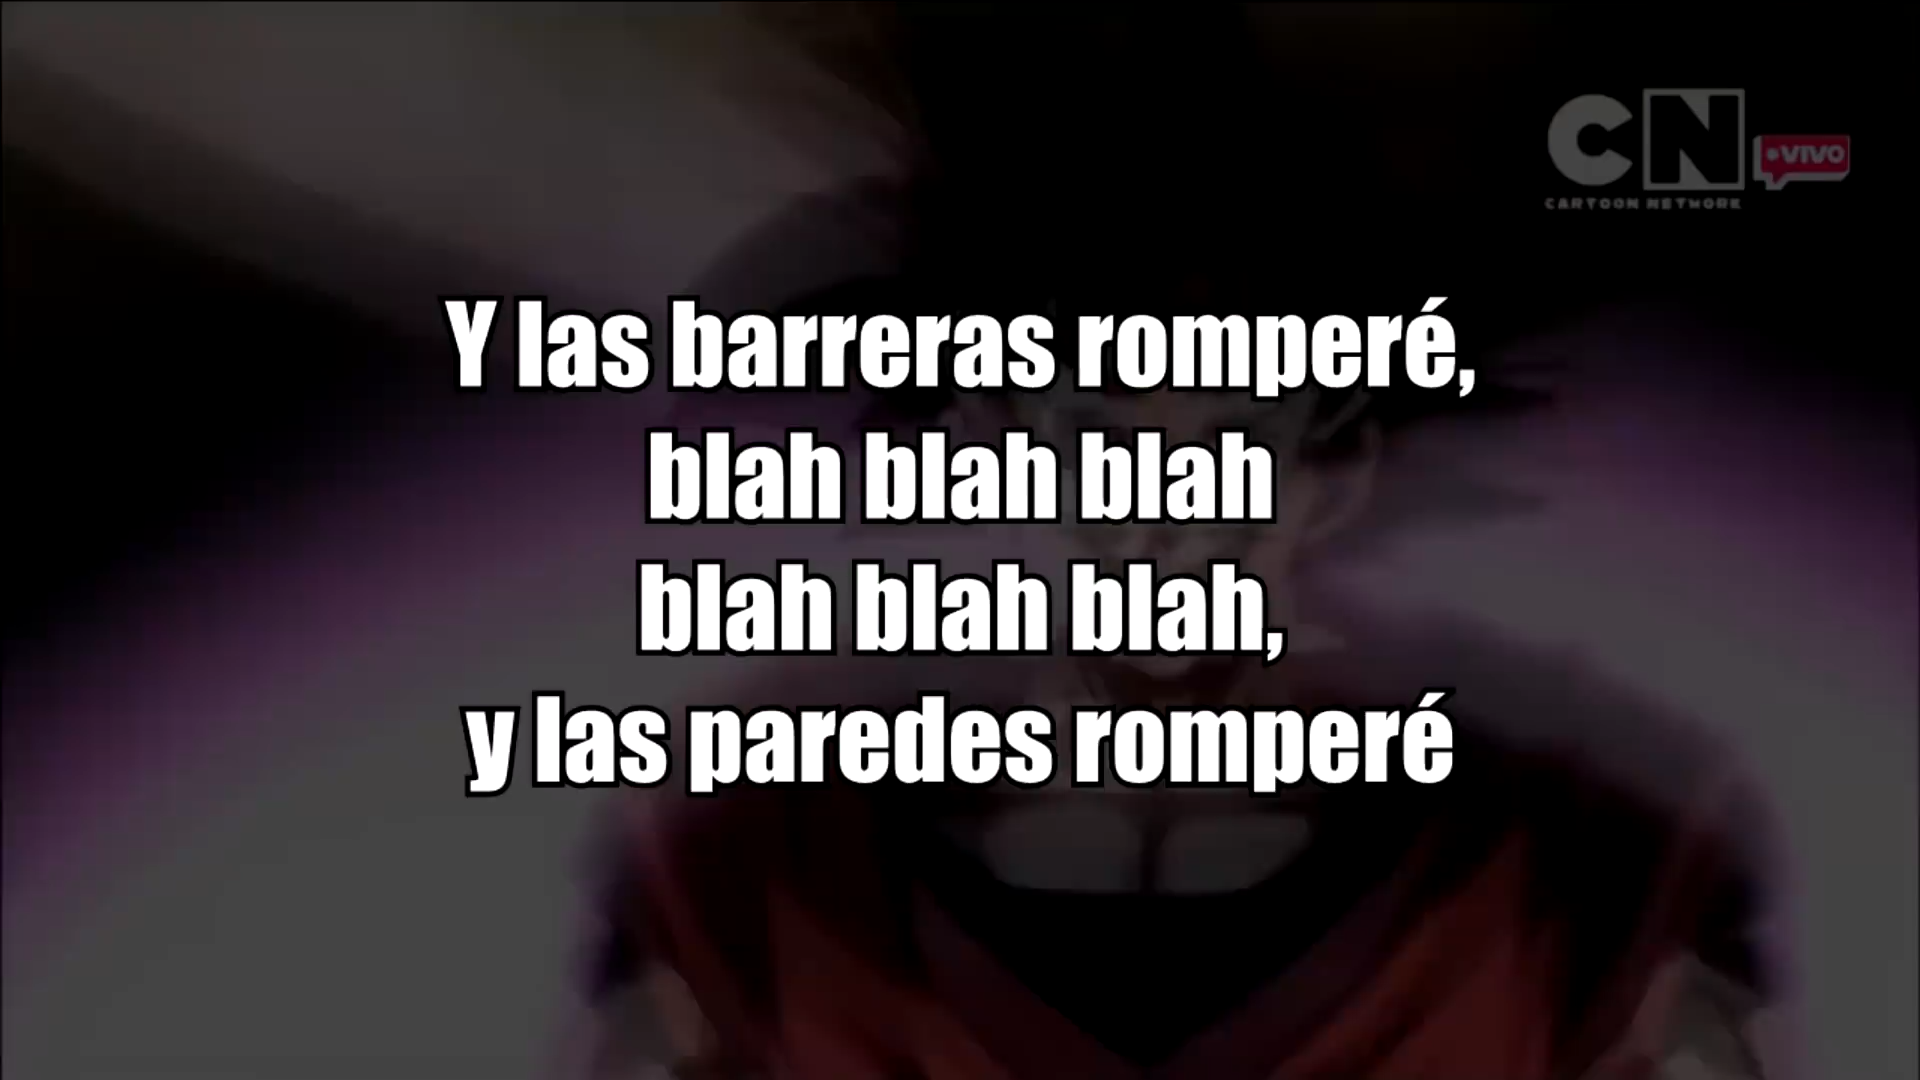 CN
•VIVO
CARTOON NETWORK
Y las barreras romperé,
blah blah blah
blah blah blah,
y las paredes romperé